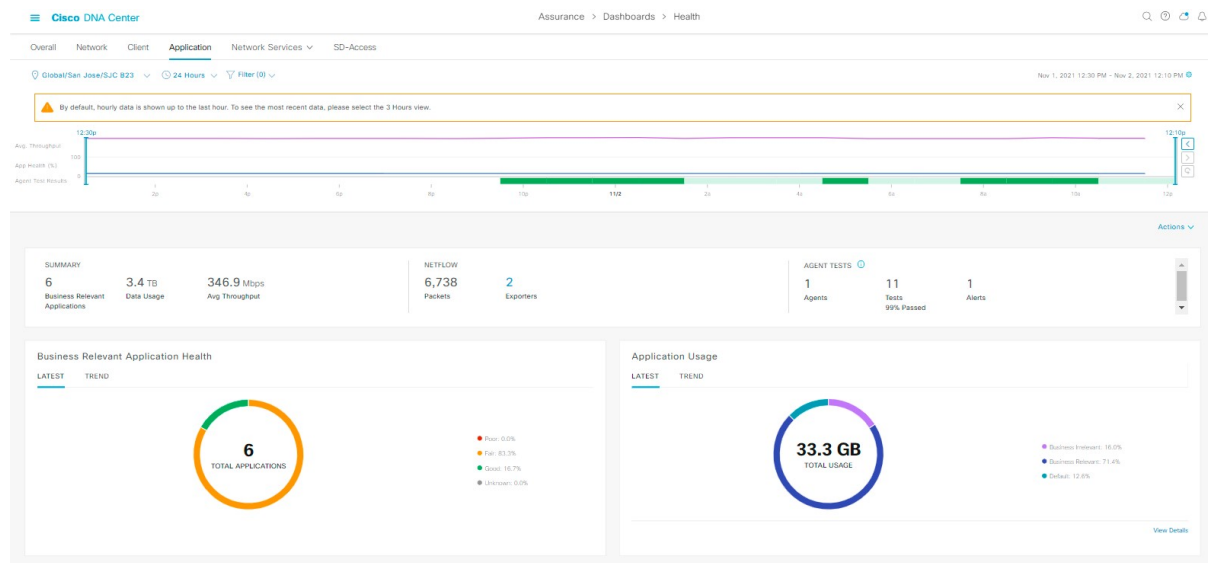 Cisco DNA Center
Assurance > Dashboards > Health
Overall Network Client Application Network Services SD-Access
Global/San Jose/SJC B23 24 Hours Filter (0)
Nov 1, 2021 12:30 PM - Nov 2, 2021 12:10 PM
By default, hourly data is shown up to the last hour. To see the most recent data, please select the 3 Hours view.
12:30p 12:10p
Avg. Throughput
100
App Health (%)
0
Agent Test Results
2p 4p 6p 8p 10p 11/2 2a 4a 6a 8a 10a 12p
Actions
SUMMARY
6 3.4 TB 346.9 Mbps
Business Relevant Data Usage Avg Throughput
Applications
NETFLOW
6,738 2
Packets Exporters
AGENT TESTS
1 11 1
Agents Tests Alerts
99% Passed
Business Relevant Application Health
LATEST TREND
6
TOTAL APPLICATIONS
Poor: 0.0%
Fair: 83.3%
Good: 16.7%
Unknown: 0.0%
Application Usage
LATEST TREND
33.3 GB
TOTAL USAGE
Business Irrelevant: 16.0%
Business Relevant: 71.4%
Default: 12.6%
View Details